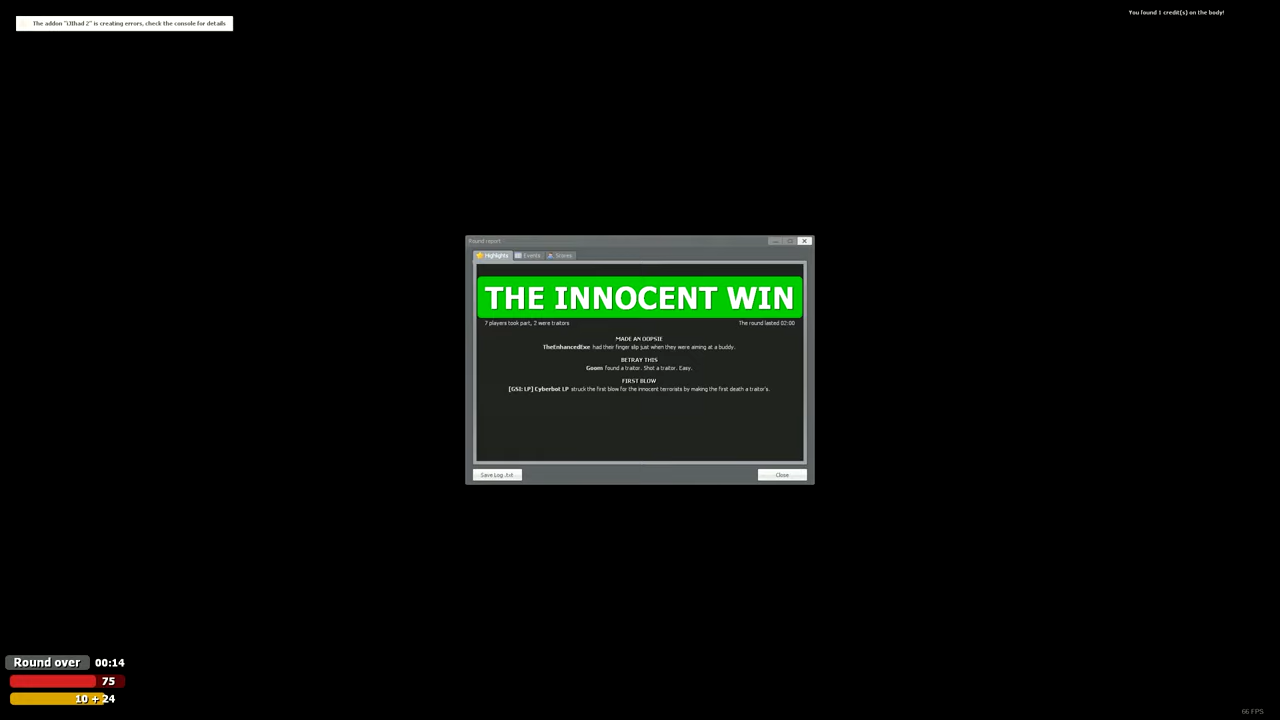 The addon "iJihad 2" is creating errors, check the console for details
You found 1 credit(s) on the body!
Round report
Highlights
Events
Scores
THE INNOCENT WIN
7 players took part, 2 were traitors
The round lasted 02:00
MADE AN OOPSIE
TheEnhancedExe had their finger slip just when they were aiming at a buddy.
BETRAY THIS
Goom found a traitor. Shot a traitor. Easy.
FIRST BLOW
[GSI: LP] Cyberbot LP struck the first blow for the innocent terrorists by making the first death a traitor's.
Save Log .txt
Close
Round over 00:14
75
10 + 24
66 FPS